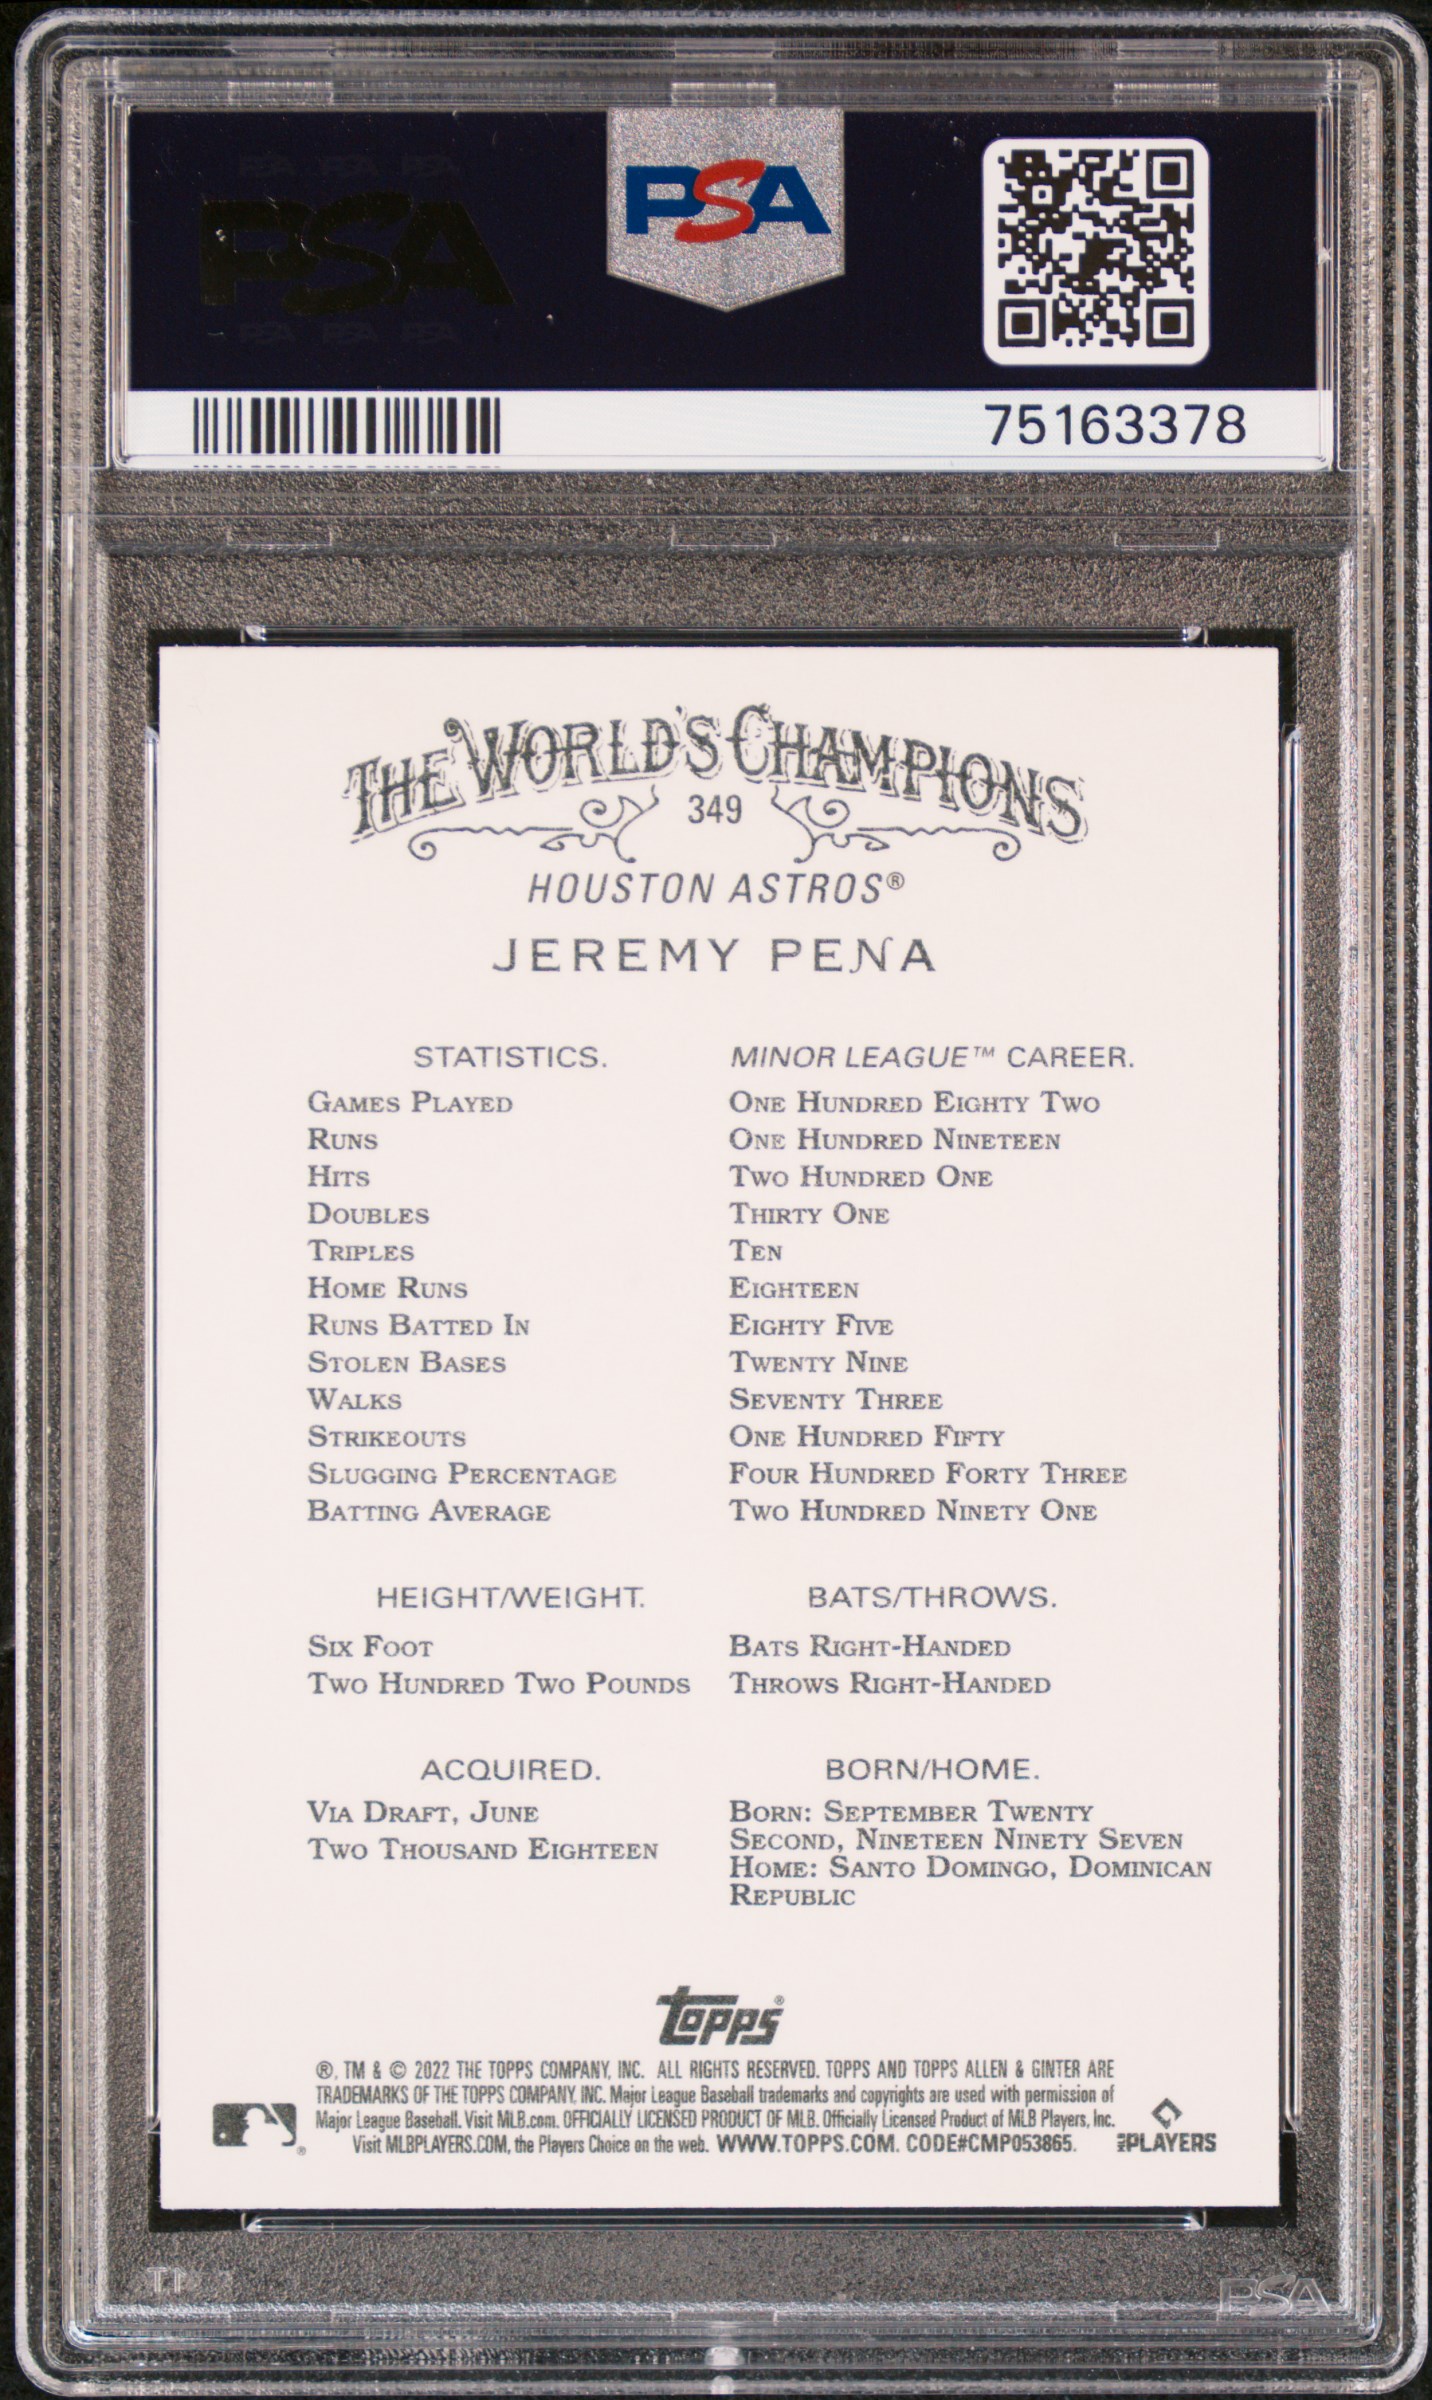 PSA
PSA
75163378
THE WORLD'S CHAMPIONS
349
HOUSTON ASTROS®
JEREMY PEÑA
STATISTICS. MINOR LEAGUE™ CAREER.
GAMES PLAYED ONE HUNDRED EIGHTY TWO
RUNS ONE HUNDRED NINETEEN
HITS TWO HUNDRED ONE
DOUBLES THIRTY ONE
TRIPLES TEN
HOME RUNS EIGHTEEN
RUNS BATTED IN EIGHTY FIVE
STOLEN BASES TWENTY NINE
WALKS SEVENTY THREE
STRIKEOUTS ONE HUNDRED FIFTY
SLUGGING PERCENTAGE FOUR HUNDRED FORTY THREE
BATTING AVERAGE TWO HUNDRED NINETY ONE
HEIGHT/WEIGHT. BATS/THROWS.
SIX FOOT BATS RIGHT-HANDED
TWO HUNDRED TWO POUNDS THROWS RIGHT-HANDED
ACQUIRED. BORN/HOME.
VIA DRAFT, JUNE
TWO THOUSAND EIGHTEEN
BORN: SEPTEMBER TWENTY
SECOND, NINETEEN NINETY SEVEN
HOME: SANTO DOMINGO, DOMINICAN
REPUBLIC
Topps®
®, TM & © 2022 THE TOPPS COMPANY, INC. ALL RIGHTS RESERVED. TOPPS AND TOPPS ALLEN & GINTER ARE
TRADEMARKS OF THE TOPPS COMPANY, INC. Major League Baseball trademarks and copyrights are used with permission of
Major League Baseball. Visit MLB.com. OFFICIALLY LICENSED PRODUCT OF MLB. Officially Licensed Product of MLB Players, Inc.
Visit MLBPLAYERS.COM, the Players Choice on the web. WWW.TOPPS.COM. CODE#CMP053865.
MLB PLAYERS
PSA